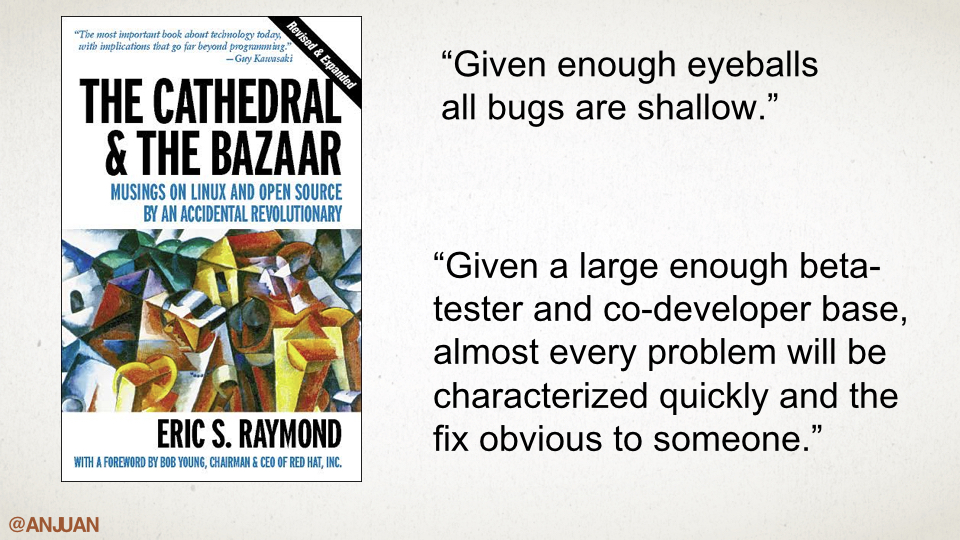 “The most important book about technology today,
with implications that go far beyond programming.”
—Guy Kawasaki
Revised & Expanded
THE CATHEDRAL
& THE BAZAAR
MUSINGS ON LINUX AND OPEN SOURCE
BY AN ACCIDENTAL REVOLUTIONARY
ERIC S. RAYMOND
WITH A FOREWORD BY BOB YOUNG, CHAIRMAN & CEO OF RED HAT, INC.
“Given enough eyeballs
all bugs are shallow.”
“Given a large enough beta-
tester and co-developer base,
almost every problem will be
characterized quickly and the
fix obvious to someone.”
@ANJUAN